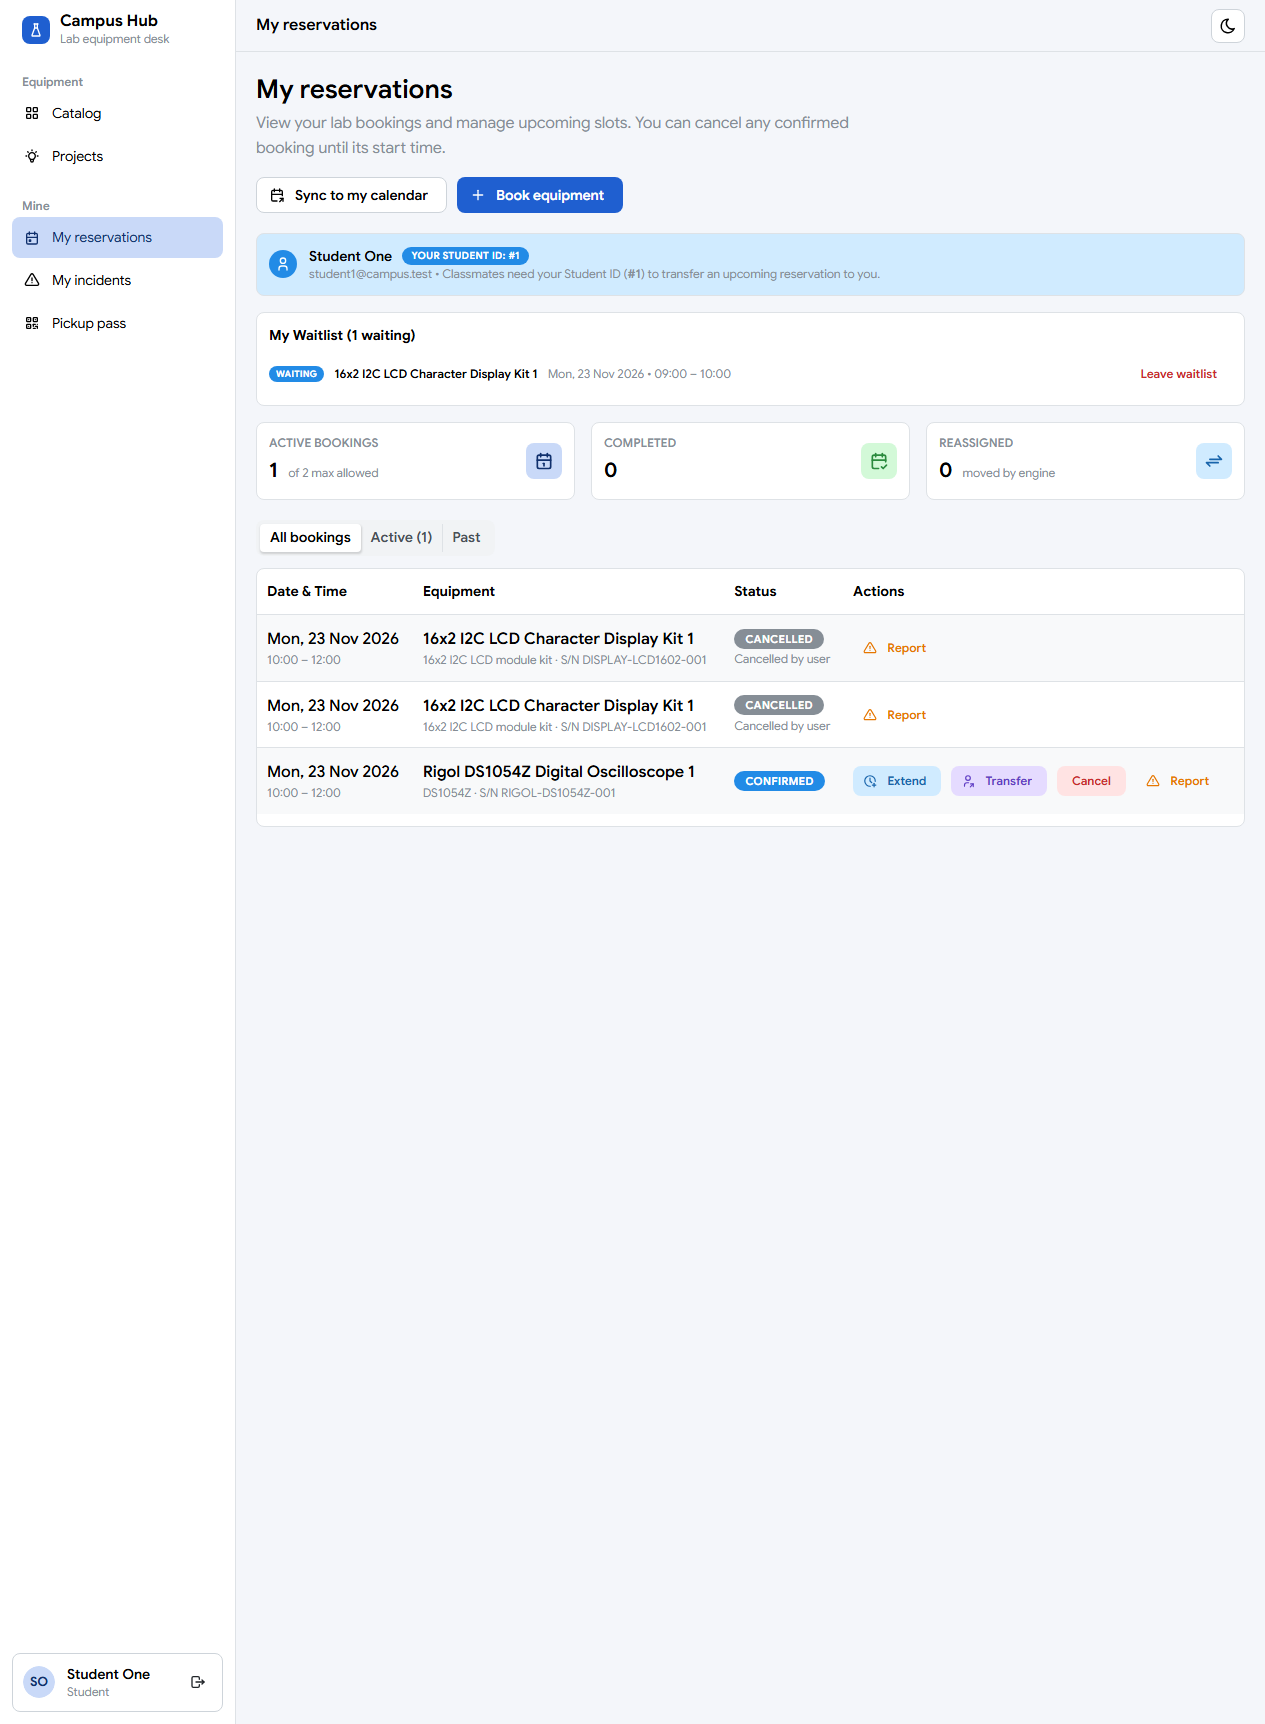 Campus Hub
Lab equipment desk
Equipment
Catalog
Projects
Mine
My reservations
My incidents
Pickup pass
Student One
SO
Student
My reservations
My reservations
View your lab bookings and manage upcoming slots. You can cancel any confirmed
booking until its start time.
Sync to my calendar
Book equipment
Student One YOUR STUDENT ID: #1
student1@campus.test • Classmates need your Student ID (#1) to transfer an upcoming reservation to you.
My Waitlist (1 waiting)
WAITING 16x2 I2C LCD Character Display Kit 1 Mon, 23 Nov 2026 • 09:00 – 10:00 Leave waitlist
ACTIVE BOOKINGS
1 of 2 max allowed
COMPLETED
0
REASSIGNED
0 moved by engine
All bookings Active (1) Past
Date & Time Equipment Status Actions
Mon, 23 Nov 2026 16x2 I2C LCD Character Display Kit 1 CANCELLED Report
10:00 – 12:00 16x2 I2C LCD module kit · S/N DISPLAY-LCD1602-001 Cancelled by user
Mon, 23 Nov 2026 16x2 I2C LCD Character Display Kit 1 CANCELLED Report
10:00 – 12:00 16x2 I2C LCD module kit · S/N DISPLAY-LCD1602-001 Cancelled by user
Mon, 23 Nov 2026 Rigol DS1054Z Digital Oscilloscope 1 CONFIRMED Extend Transfer Cancel Report
10:00 – 12:00 DS1054Z · S/N RIGOL-DS1054Z-001